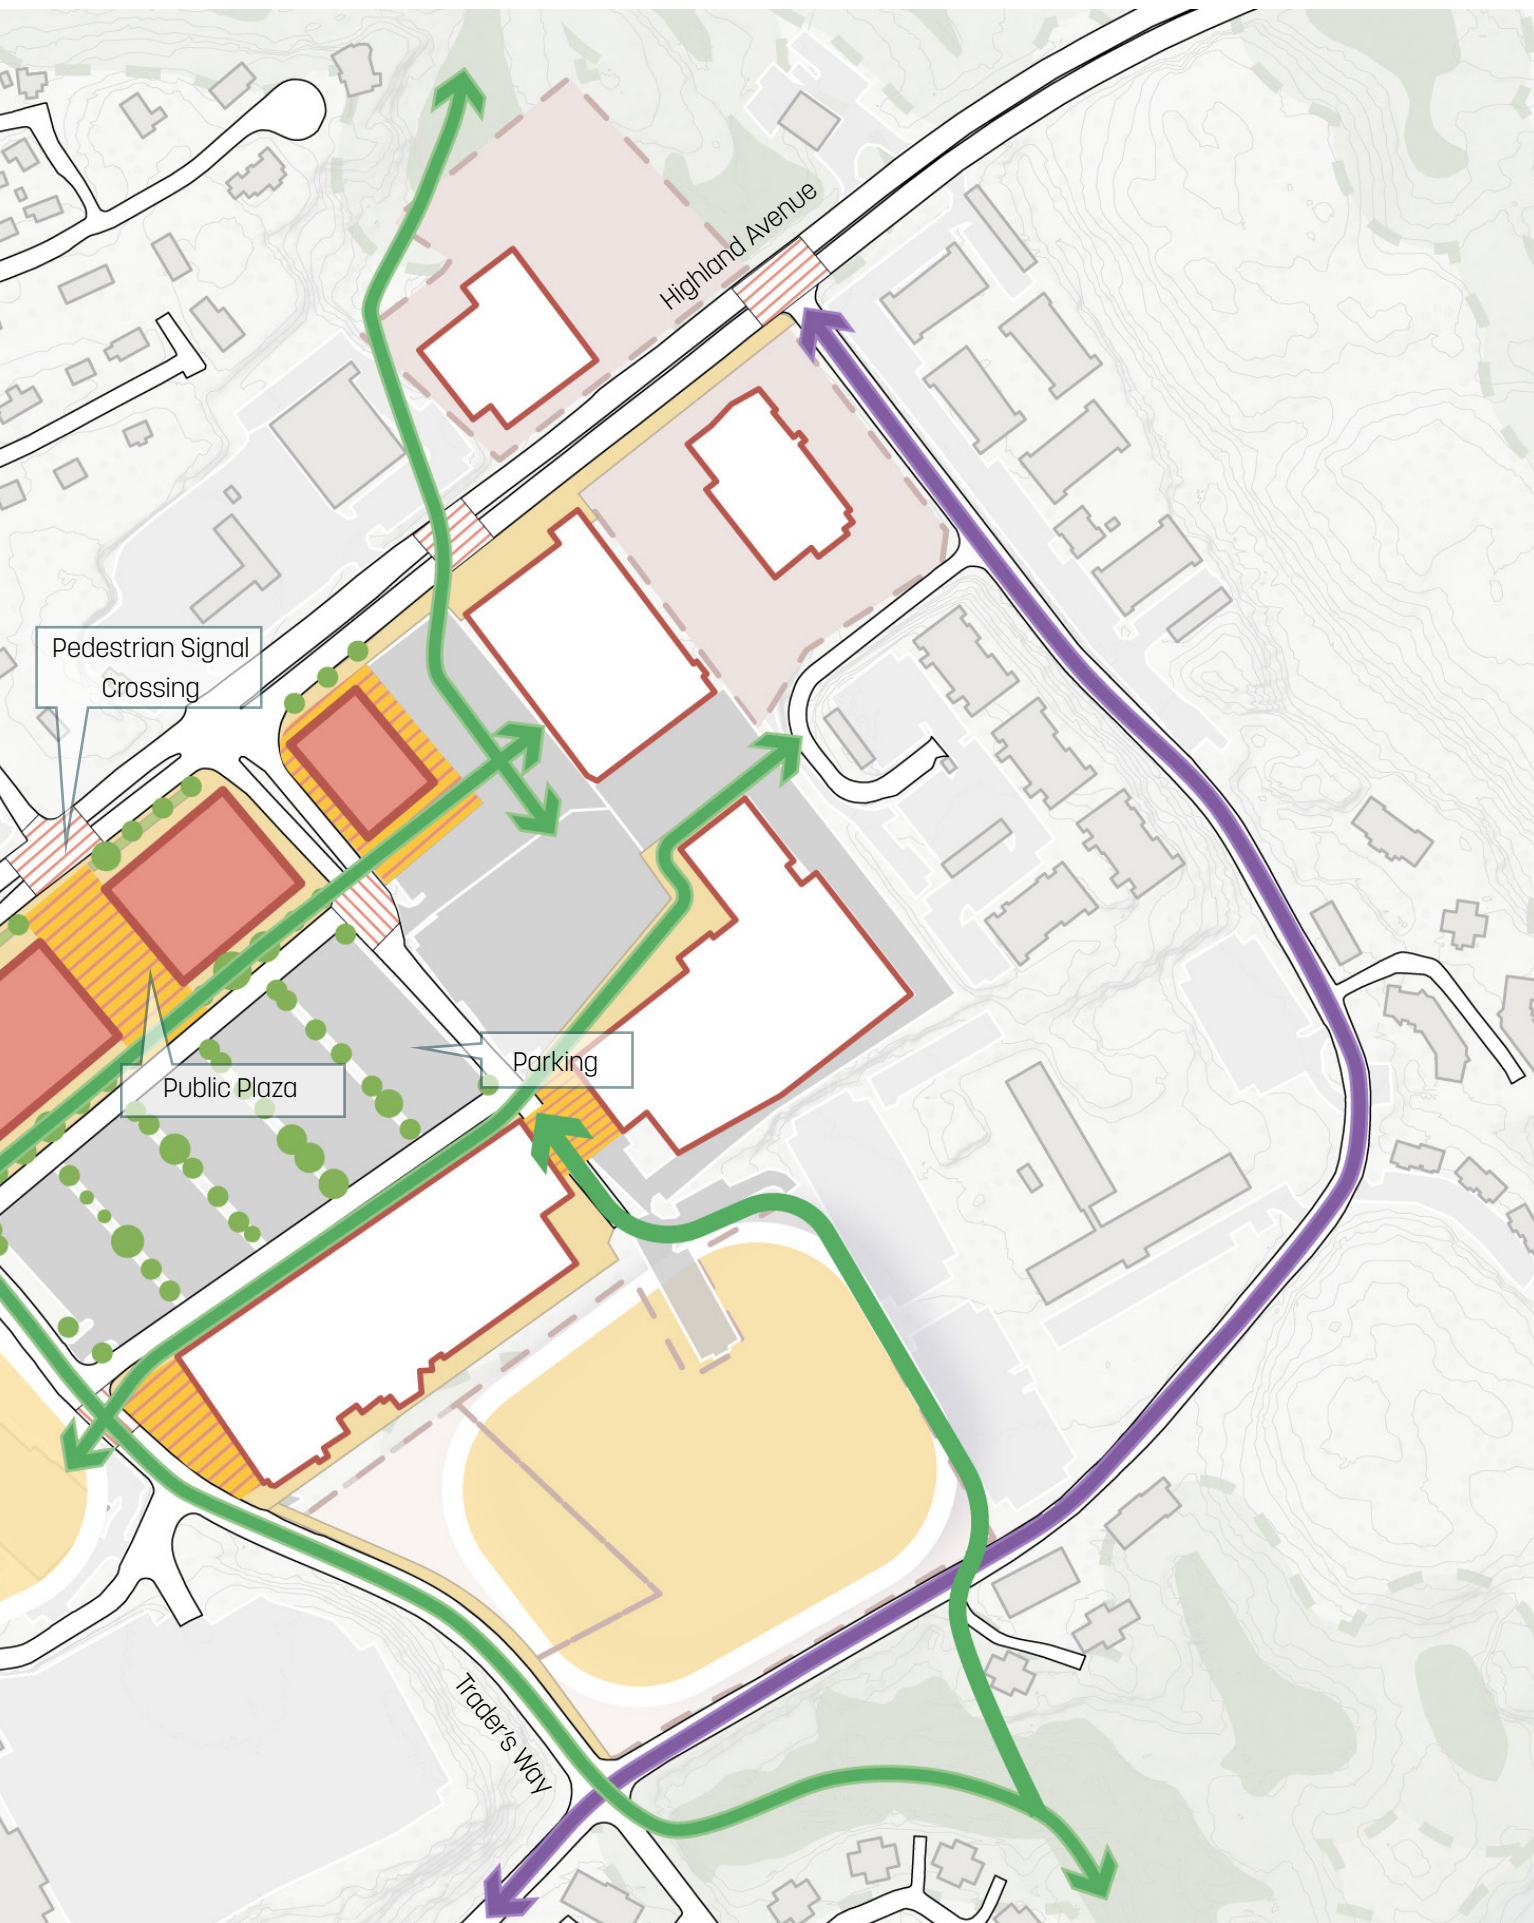 Highland Avenue
Pedestrian Signal
Crossing
Parking
Public Plaza
Trader's Way